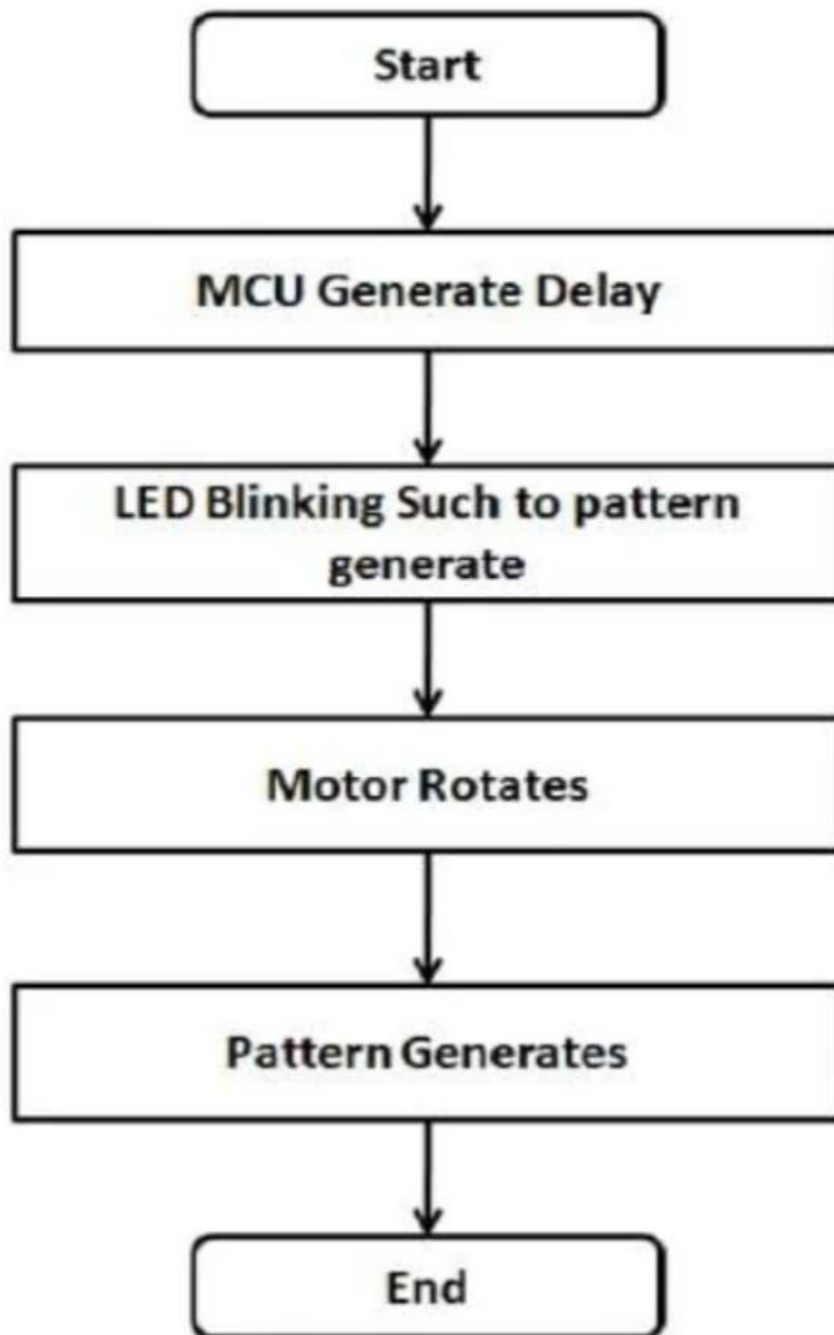 Start
MCU Generate Delay
LED Blinking Such to pattern
generate
Motor Rotates
Pattern Generates
End